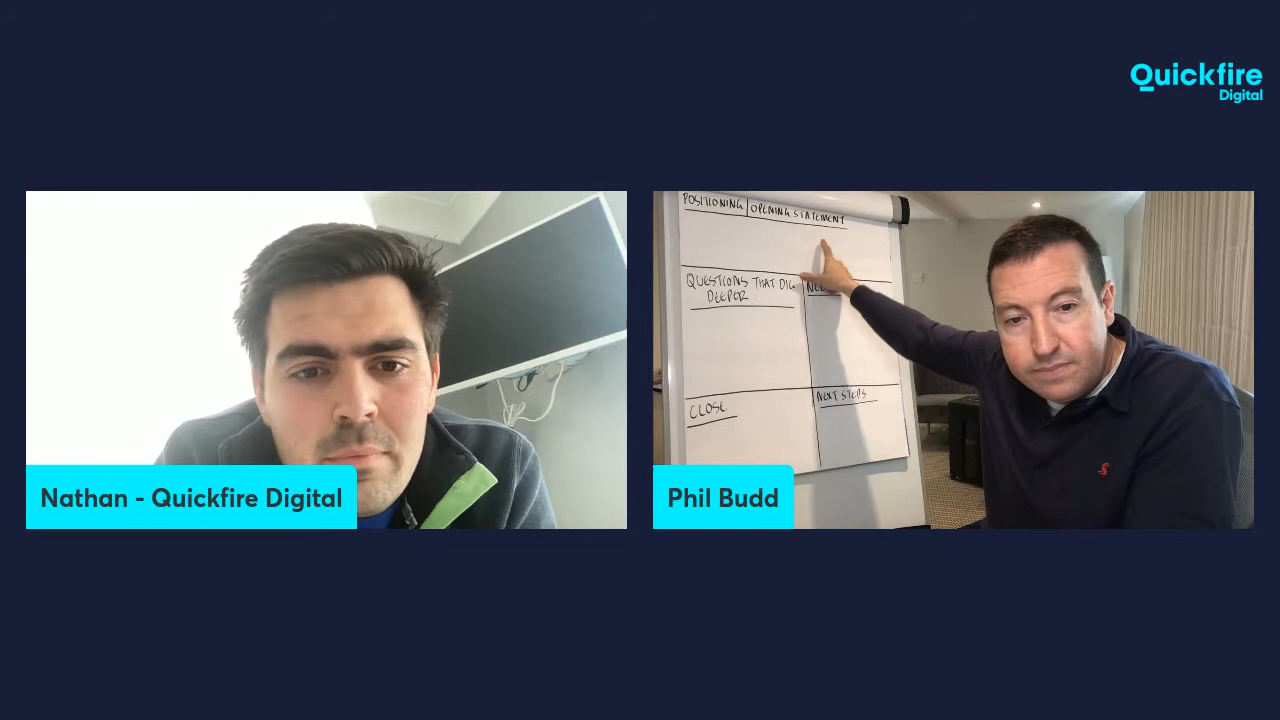 Quickfire
Digital
POSITIONING | OPENING STATEMENT
QUESTIONS THAT DIG
DEEPER.
CLOSE
NEXT STEPS
Nathan - Quickfire Digital
Phil Budd